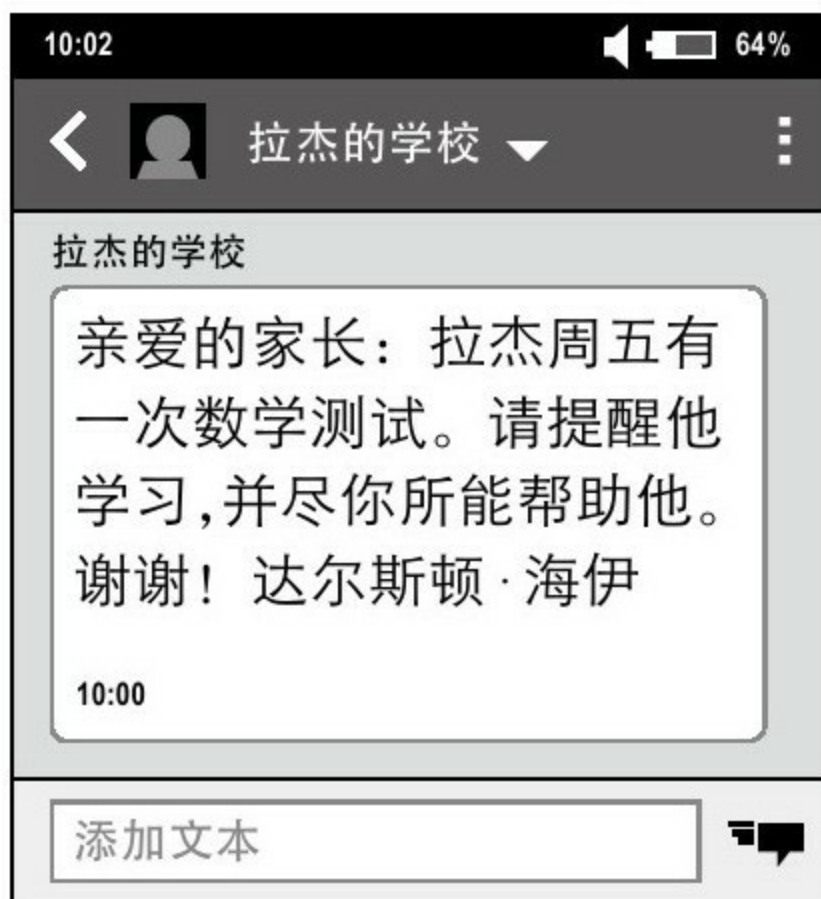 10:02 64%
拉杰的学校
拉杰的学校
亲爱的家长：拉杰周五有
一次数学测试。请提醒他
学习,并尽你所能帮助他。
谢谢！达尔斯顿·海伊
10:00
添加文本